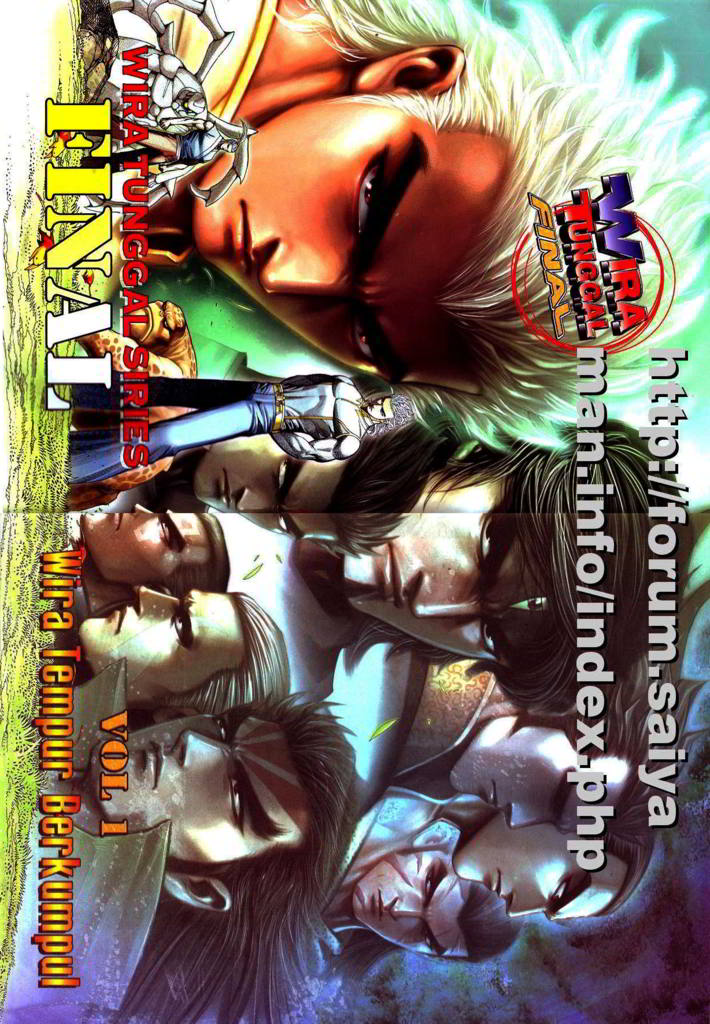 WIRA
TUNGGAL
FINAL
http://forum.saiya
man.info/index.php
WIRA TUNGGAL SIRIES
FINAL
VOL 1
Wira Tempur Berkumpul